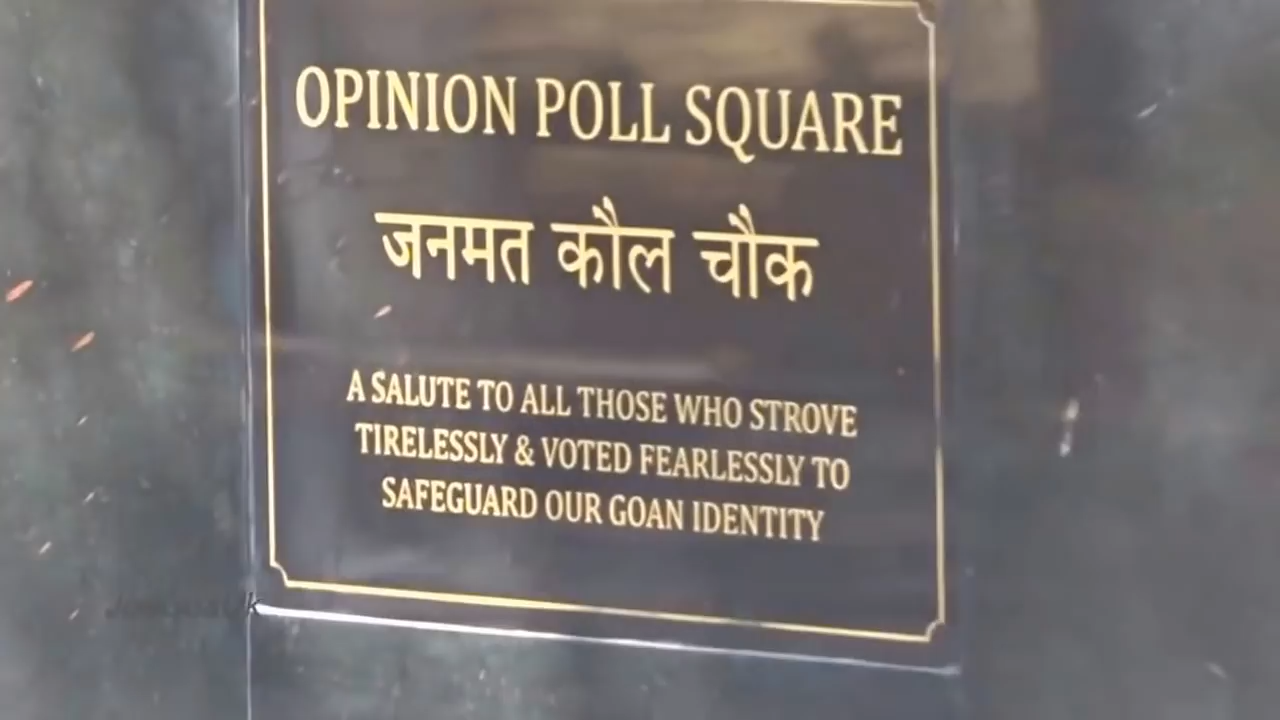 OPINION POLL SQUARE
जनमत कौल चौक
A SALUTE TO ALL THOSE WHO STROVE
TIRELESSLY & VOTED FEARLESSLY TO
SAFEGUARD OUR GOAN IDENTITY